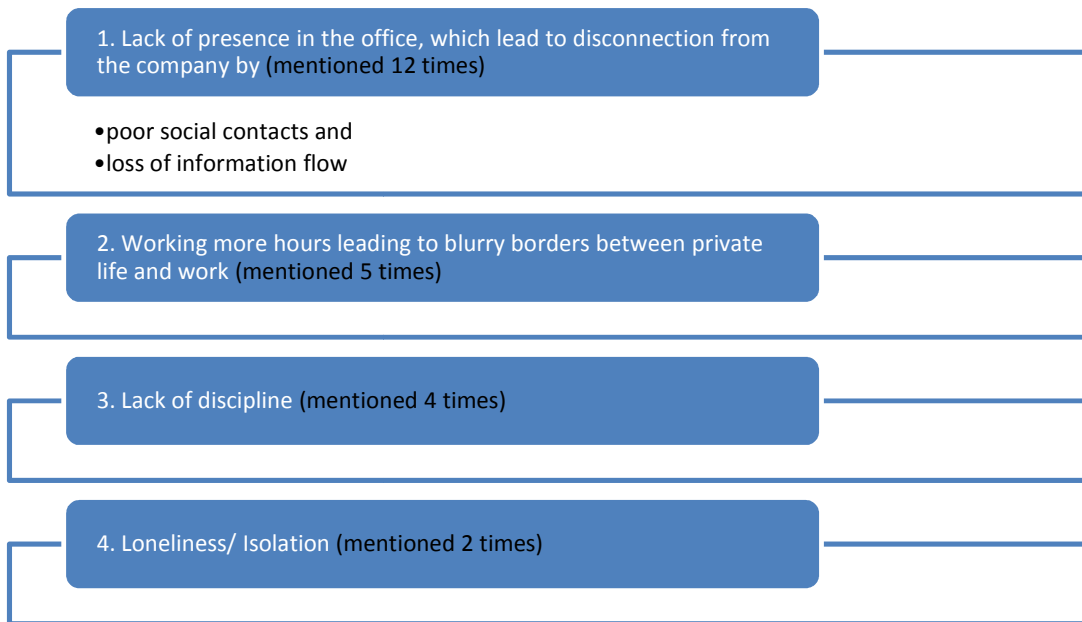 1. Lack of presence in the office, which lead to disconnection from
the company by (mentioned 12 times)
•poor social contacts and
•loss of information flow
2. Working more hours leading to blurry borders between private
life and work (mentioned 5 times)
3. Lack of discipline (mentioned 4 times)
4. Loneliness/ Isolation (mentioned 2 times)